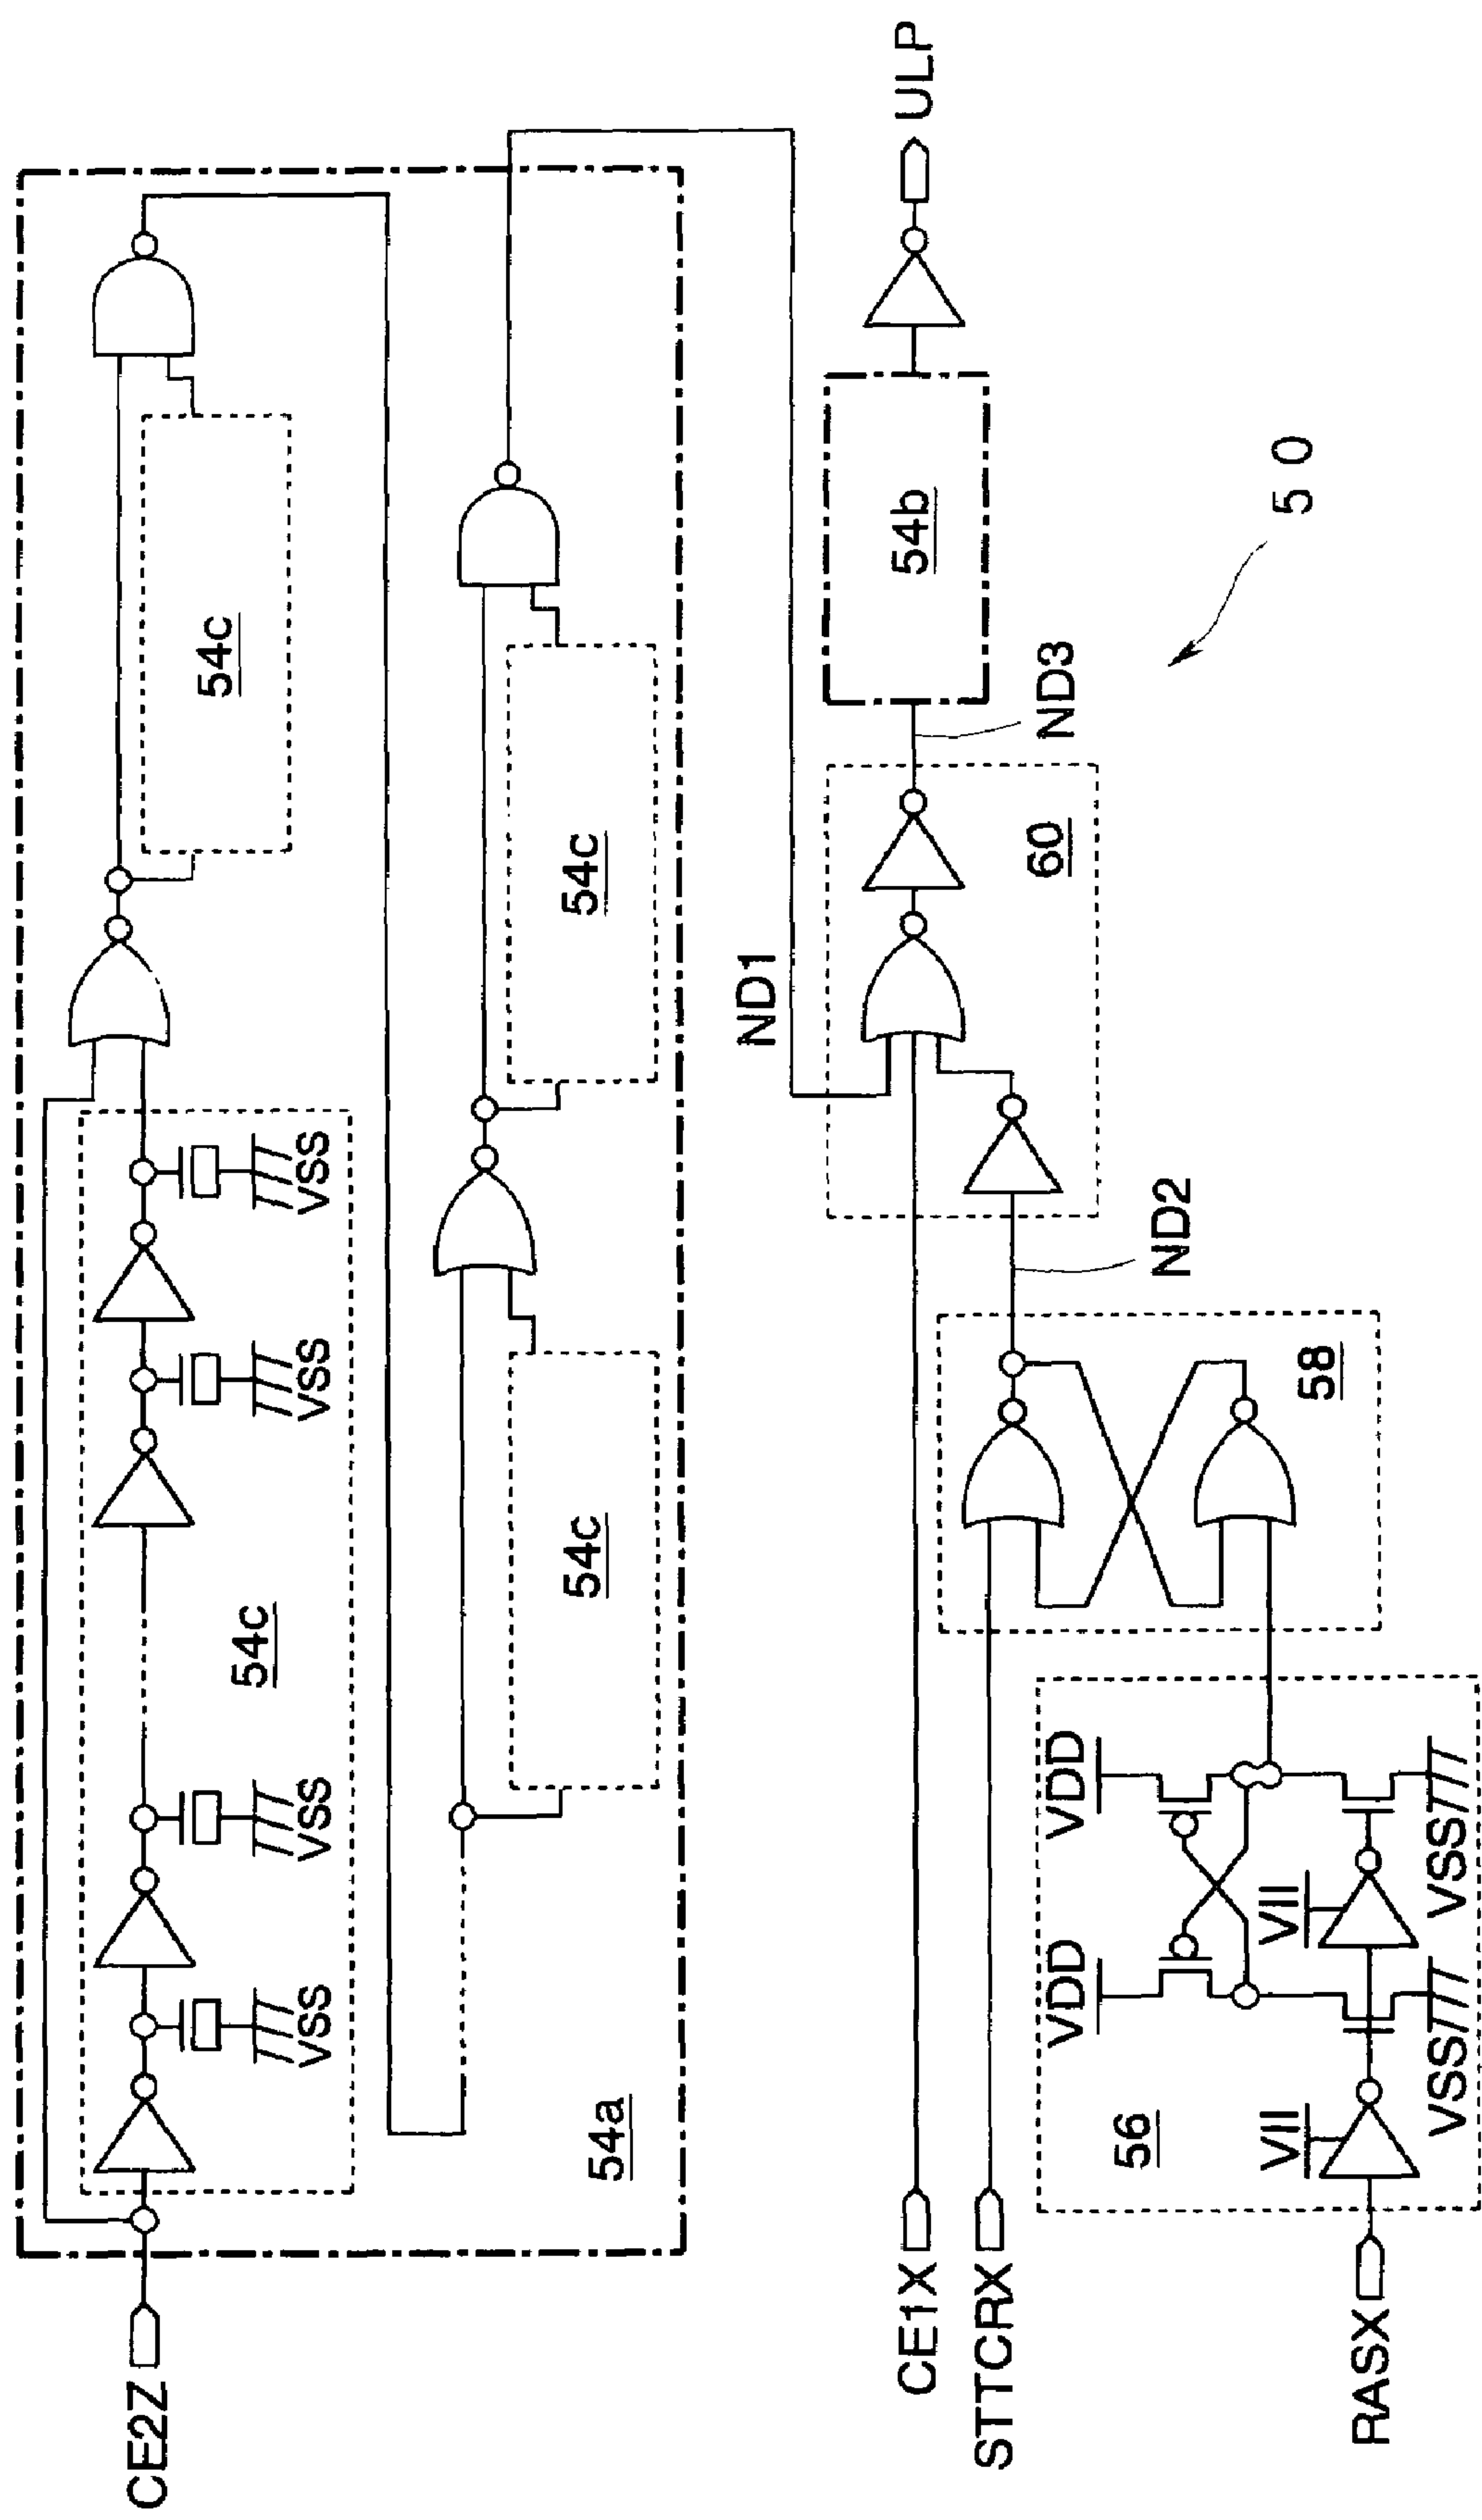 CE2Z
54c
VSS
VSS
VSS
VSS
54c
54a
54c
54c
ND1
CE1X
STTCRX
60
ND3
54b
ULP
ND2
58
50
RASX
56
VII
VII
VDD
VDD
VSS
VSS